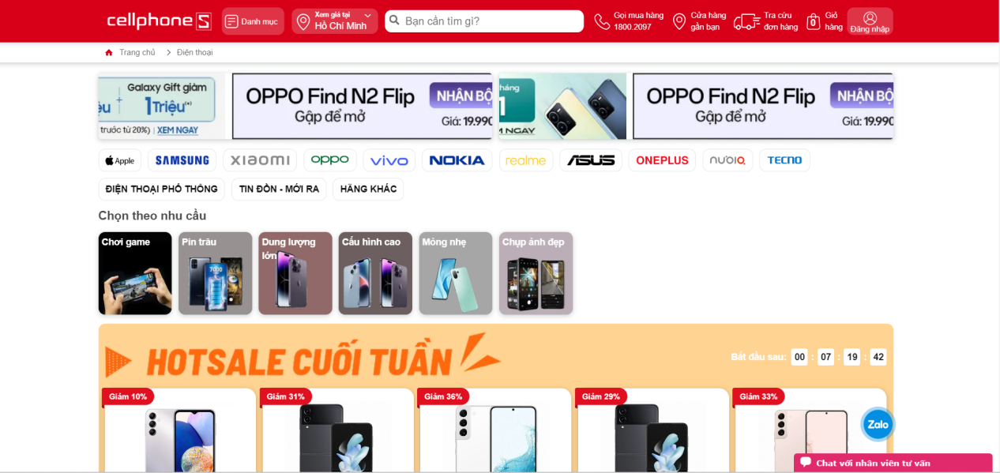 cellphoneS
Danh mục
Xem giá tại
Hồ Chí Minh
Bạn cần tìm gì?
Gọi mua hàng
1800.2097
Cửa hàng
gần bạn
Tra cứu
đơn hàng
0
Giỏ
hàng
Đăng nhập
Trang chủ
Điện thoại
Galaxy Gift giảm
ệu + 1Triệu(*)
trước từ 20%) | XEM NGAY
OPPO Find N2 Flip
Gập để mở
NHẬN BỘ
Giá: 19.990
háng
1
M NGAY
OPPO Find N2 Flip
Gập để mở
NHẬN BỘ
Giá: 19.990
Apple
SAMSUNG
xiaomi
oppo
vivo
NOKIA
realme
ASUS
ONEPLUS
nubia
TECNO
ĐIỆN THOẠI PHỔ THÔNG
TIN ĐỒN - MỚI RA
HÃNG KHÁC
Chọn theo nhu cầu
Chơi game
Pin trâu
7000
Dung lượng
lớn
Cấu hình cao
Mỏng nhẹ
Chụp ảnh đẹp
HOTSALE CUỐI TUẦN
Bắt đầu sau: 00 : 07 : 19 : 42
Giảm 10%
Giảm 31%
Giảm 36%
Giảm 29%
Giảm 33%
Zalo
Chat với nhân viên tư vấn